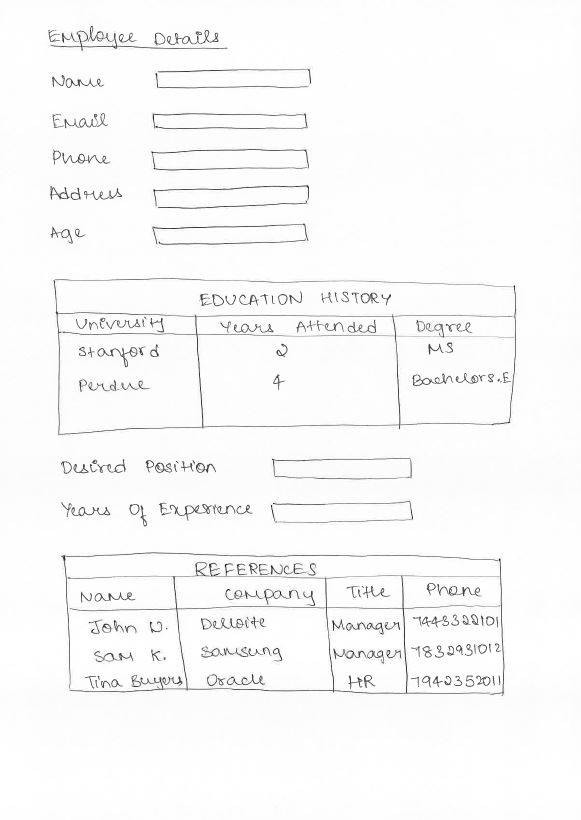 Employee Details
Name
Email
Phone
Address
Age
EDUCATION HISTORY
University Years Attended Degree
Stanford 2 MS
Perdue 4 Bachelors.E
Desired Position
Years Of Experience
REFERENCES
Name Company Title Phone
John W. Delloite Manager 7445322101
Sam K. Samsung Manager 7832931012
Tina Buyers Oracle HR 7942352011